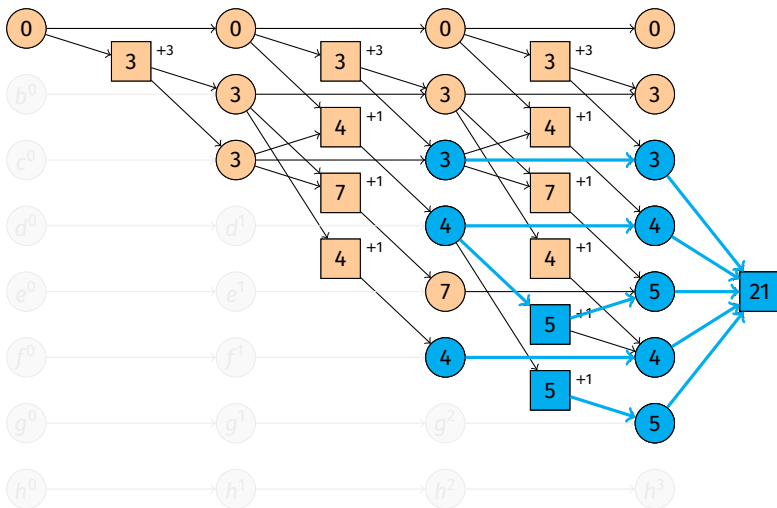 0 0 0 0
3 +3 3 +3 3 +3
b⁰ 3 3 3
4 +1 4 +1
c⁰ 3 3 3
7 +1 7 +1
d⁰ d¹ 4 4
4 +1 4
e⁰ e¹ 7 5 21
5 +1
f⁰ f¹ 4 4
5 +1
g⁰ g¹ g² 5
h⁰ h¹ h² h³